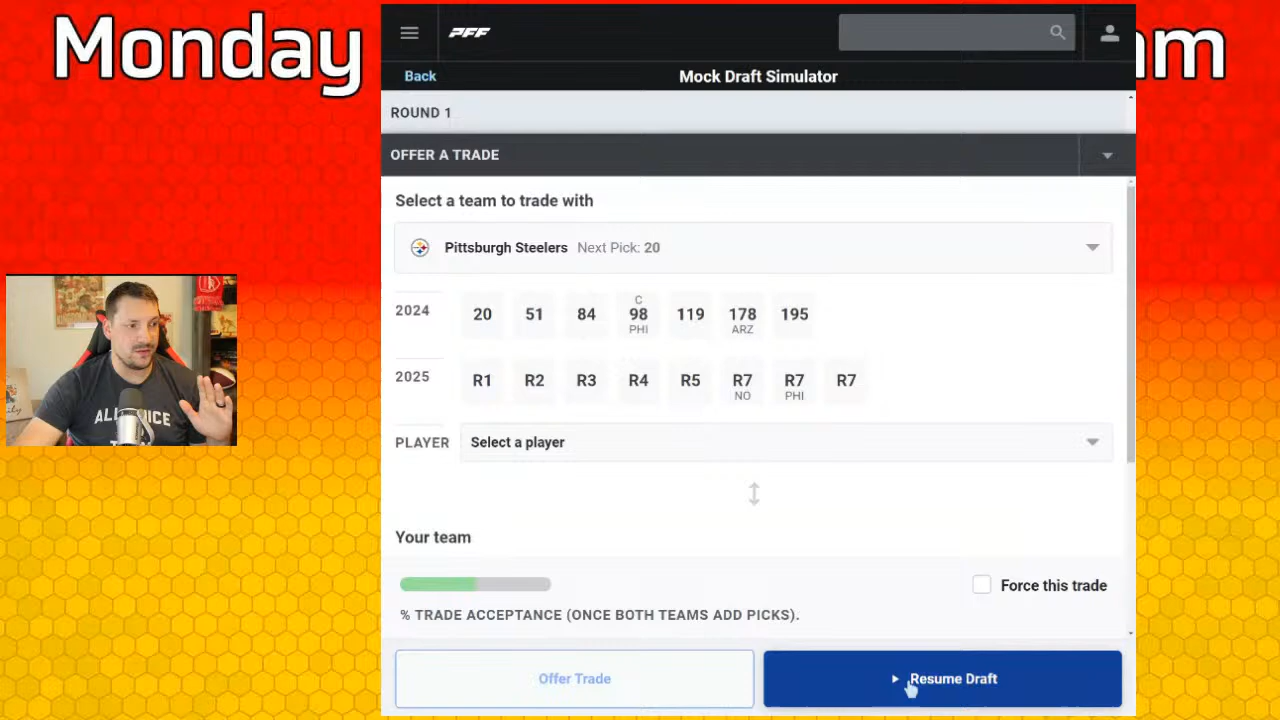 Monday
am
PFF
Back
Mock Draft Simulator
ROUND 1
OFFER A TRADE
Select a team to trade with
Pittsburgh Steelers Next Pick: 20
2024 20 51 84 C 98 PHI 119 178 ARZ 195
2025 R1 R2 R3 R4 R5 R7 NO R7 PHI R7
PLAYER Select a player
Your team
Force this trade
% TRADE ACCEPTANCE (ONCE BOTH TEAMS ADD PICKS).
Offer Trade
Resume Draft